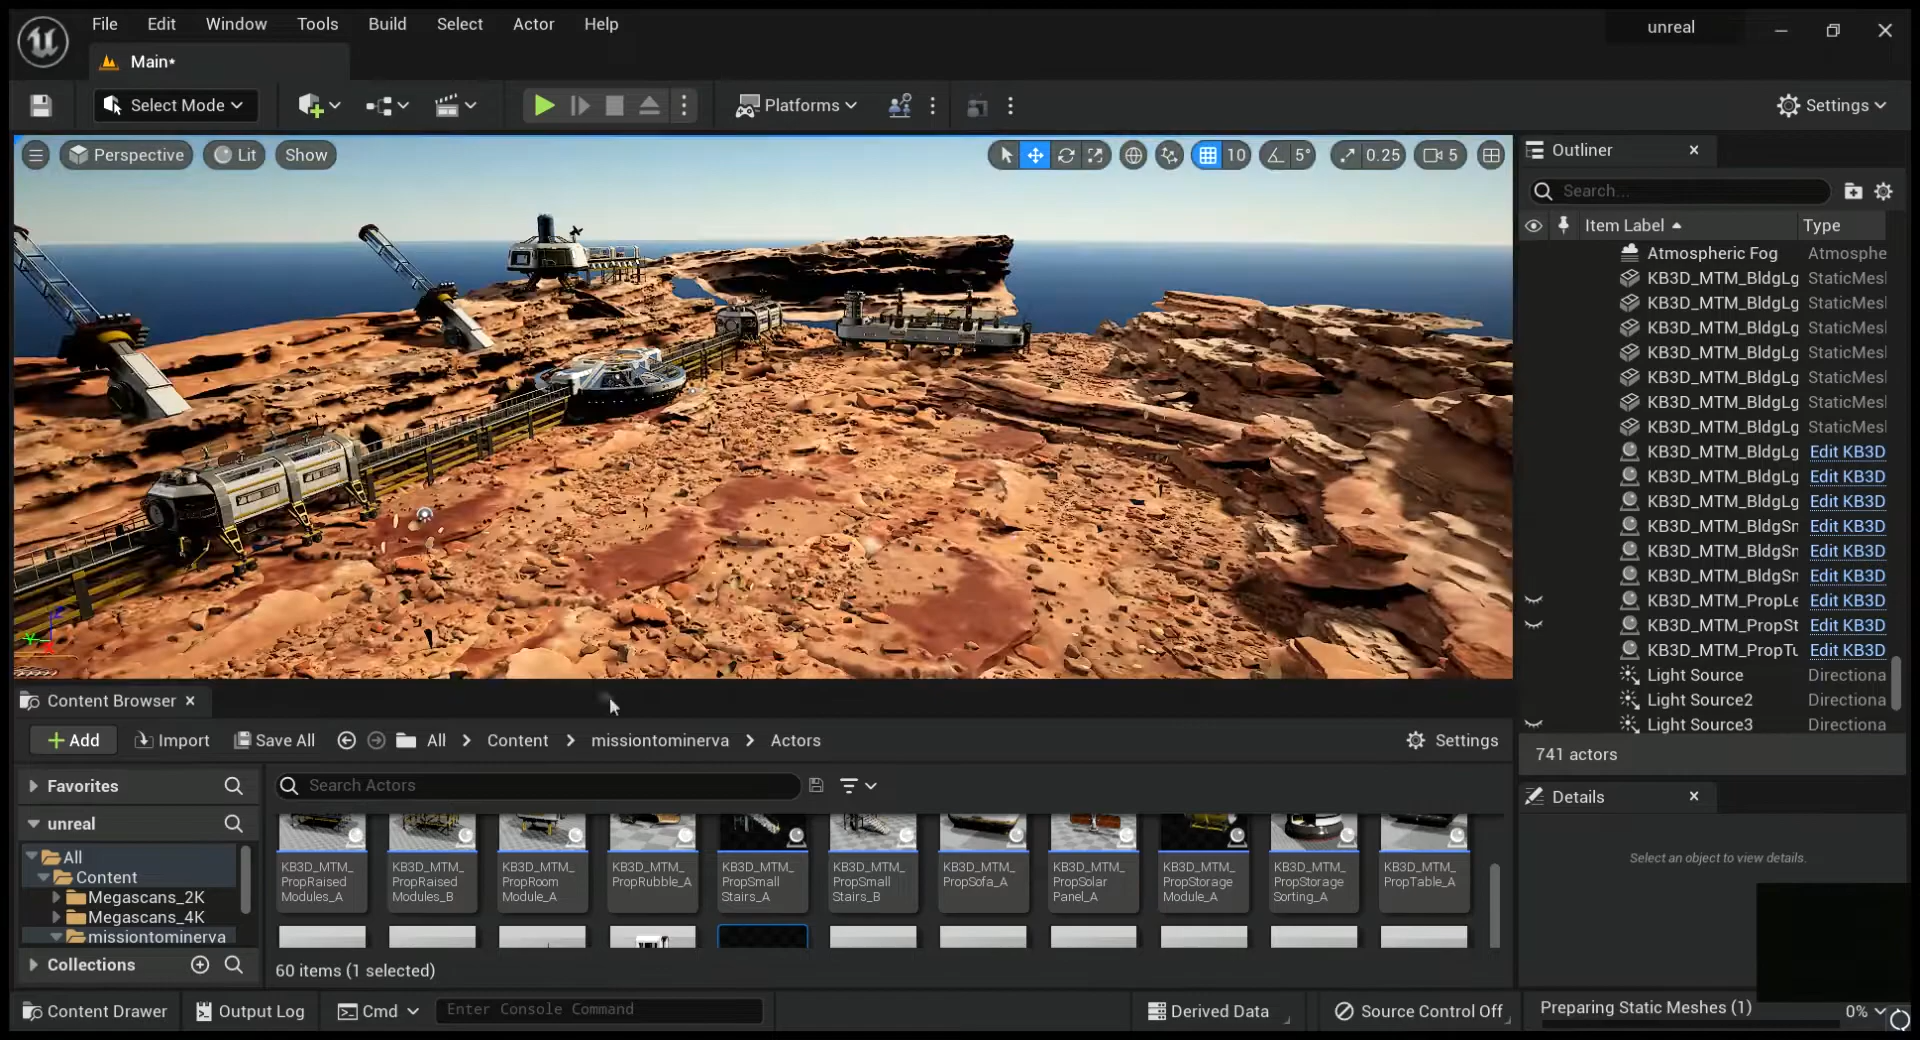 File Edit Window Tools Build Select Actor Help
unreal
Main*
Select Mode
Platforms
Settings
Perspective
Lit
Show
10
5°
0.25
5
Outliner
Search...
Item Label
Type
Atmospheric Fog Atmosphe
KB3D_MTM_BldgLg StaticMesl
KB3D_MTM_BldgLg StaticMesl
KB3D_MTM_BldgLg StaticMesl
KB3D_MTM_BldgLg StaticMesl
KB3D_MTM_BldgLg StaticMesl
KB3D_MTM_BldgLg StaticMesl
KB3D_MTM_BldgLg StaticMesl
KB3D_MTM_BldgLg Edit KB3D
KB3D_MTM_BldgLg Edit KB3D
KB3D_MTM_BldgLg Edit KB3D
KB3D_MTM_BldgSn Edit KB3D
KB3D_MTM_BldgSn Edit KB3D
KB3D_MTM_BldgSn Edit KB3D
KB3D_MTM_PropLe Edit KB3D
KB3D_MTM_PropSt Edit KB3D
KB3D_MTM_PropTu Edit KB3D
Light Source Directiona
Light Source2 Directiona
Light Source3 Directiona
741 actors
Details
Select an object to view details.
Content Browser
Add
Import
Save All
All
Content
missiontominerva
Actors
Settings
Favorites
unreal
All
Content
Megascans_2K
Megascans_4K
missiontominerva
Collections
Search Actors
KB3D_MTM_
PropRaised
Modules_A
KB3D_MTM_
PropRaised
Modules_B
KB3D_MTM_
PropRoom
Module_A
KB3D_MTM_
PropRubble_A
KB3D_MTM_
PropSmall
Stairs_A
KB3D_MTM_
PropSmall
Stairs_B
KB3D_MTM_
PropSofa_A
KB3D_MTM_
PropSolar
Panel_A
KB3D_MTM_
PropStorage
Module_A
KB3D_MTM_
PropStorage
Sorting_A
KB3D_MTM_
PropTable_A
60 items (1 selected)
Content Drawer
Output Log
Cmd
Enter Console Command
Derived Data
Source Control Off
Preparing Static Meshes (1)
0%